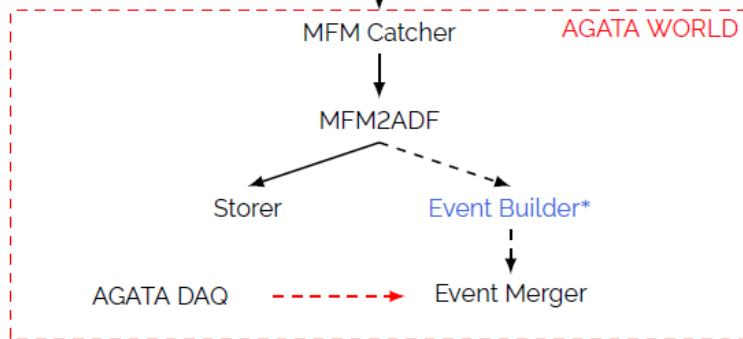 AGATA WORLD
MFM Catcher
MFM2ADF
Storer
Event Builder*
AGATA DAQ
Event Merger